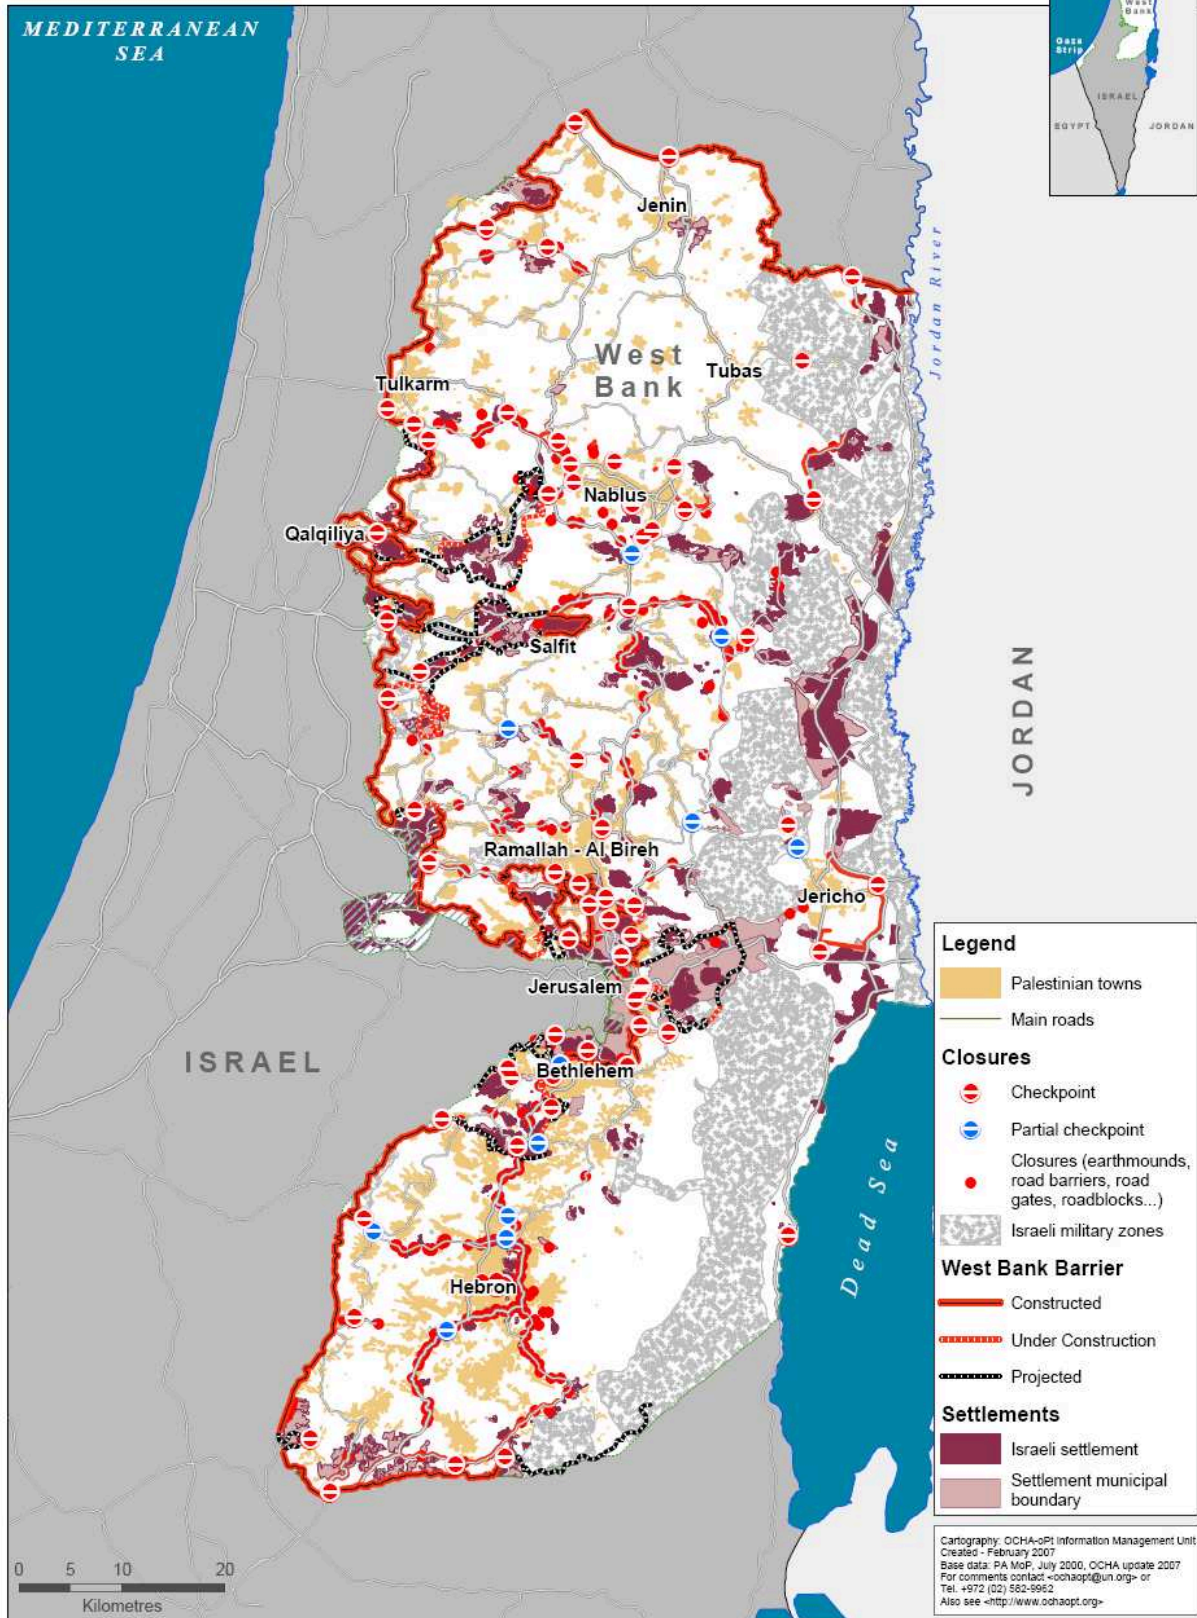 MEDITERRANEAN
SEA
West
Bank
Gaza
Strip
ISRAEL
EGYPT
JORDAN
Jenin
Jordan River
West
Bank
Tubas
Tulkarm
Nablus
Qalqiliya
Salfit
JORDAN
Ramallah - Al Bireh
Jericho
Jerusalem
ISRAEL
Bethlehem
Dead Sea
Hebron
Legend
Palestinian towns
Main roads
Closures
Checkpoint
Partial checkpoint
Closures (earthmounds,
road barriers, road
gates, roadblocks...)
Israeli military zones
West Bank Barrier
Constructed
Under Construction
Projected
Settlements
Israeli settlement
Settlement municipal
boundary
0 5 10 20
Kilometres
Cartography: OCHA-oPt Information Management Unit
Created - February 2007
Base data: PA MoP, July 2000, OCHA update 2007
For comments contact <ochaopt@un.org> or
Tel. +972 (02) 582-9962
Also see <http://www.ochaopt.org>